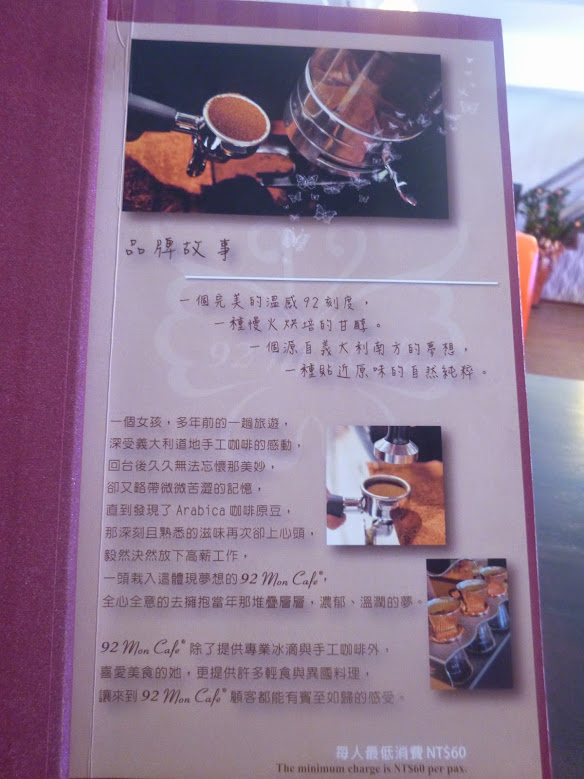 品牌故事
一個完美的溫感92刻度，
一種慢火烘培的甘醇。
一個源自義大利南方的夢想，
一種貼近原味的自然純粹。
一個女孩，多年前的一趟旅遊，
深受義大利道地手工咖啡的感動，
回台後久久無法忘懷那美妙，
卻又略帶微微苦澀的記憶，
直到發現了Arabica咖啡原豆，
那深刻且熟悉的滋味再次卻上心頭，
毅然決然放下高薪工作，
一頭栽入這體現夢想的92 Mon Cafe®，
全心全意的去擁抱當年那堆疊層層，濃郁、溫潤的夢。
92 Mon Cafe®除了提供專業冰滴與手工咖啡外，
喜愛美食的她，更提供許多輕食與異國料理，
讓來到92 Mon Cafe®顧客都能有賓至如歸的感受。
每人最低消費 NT$60
The minimum charge is NT$60 per pax.